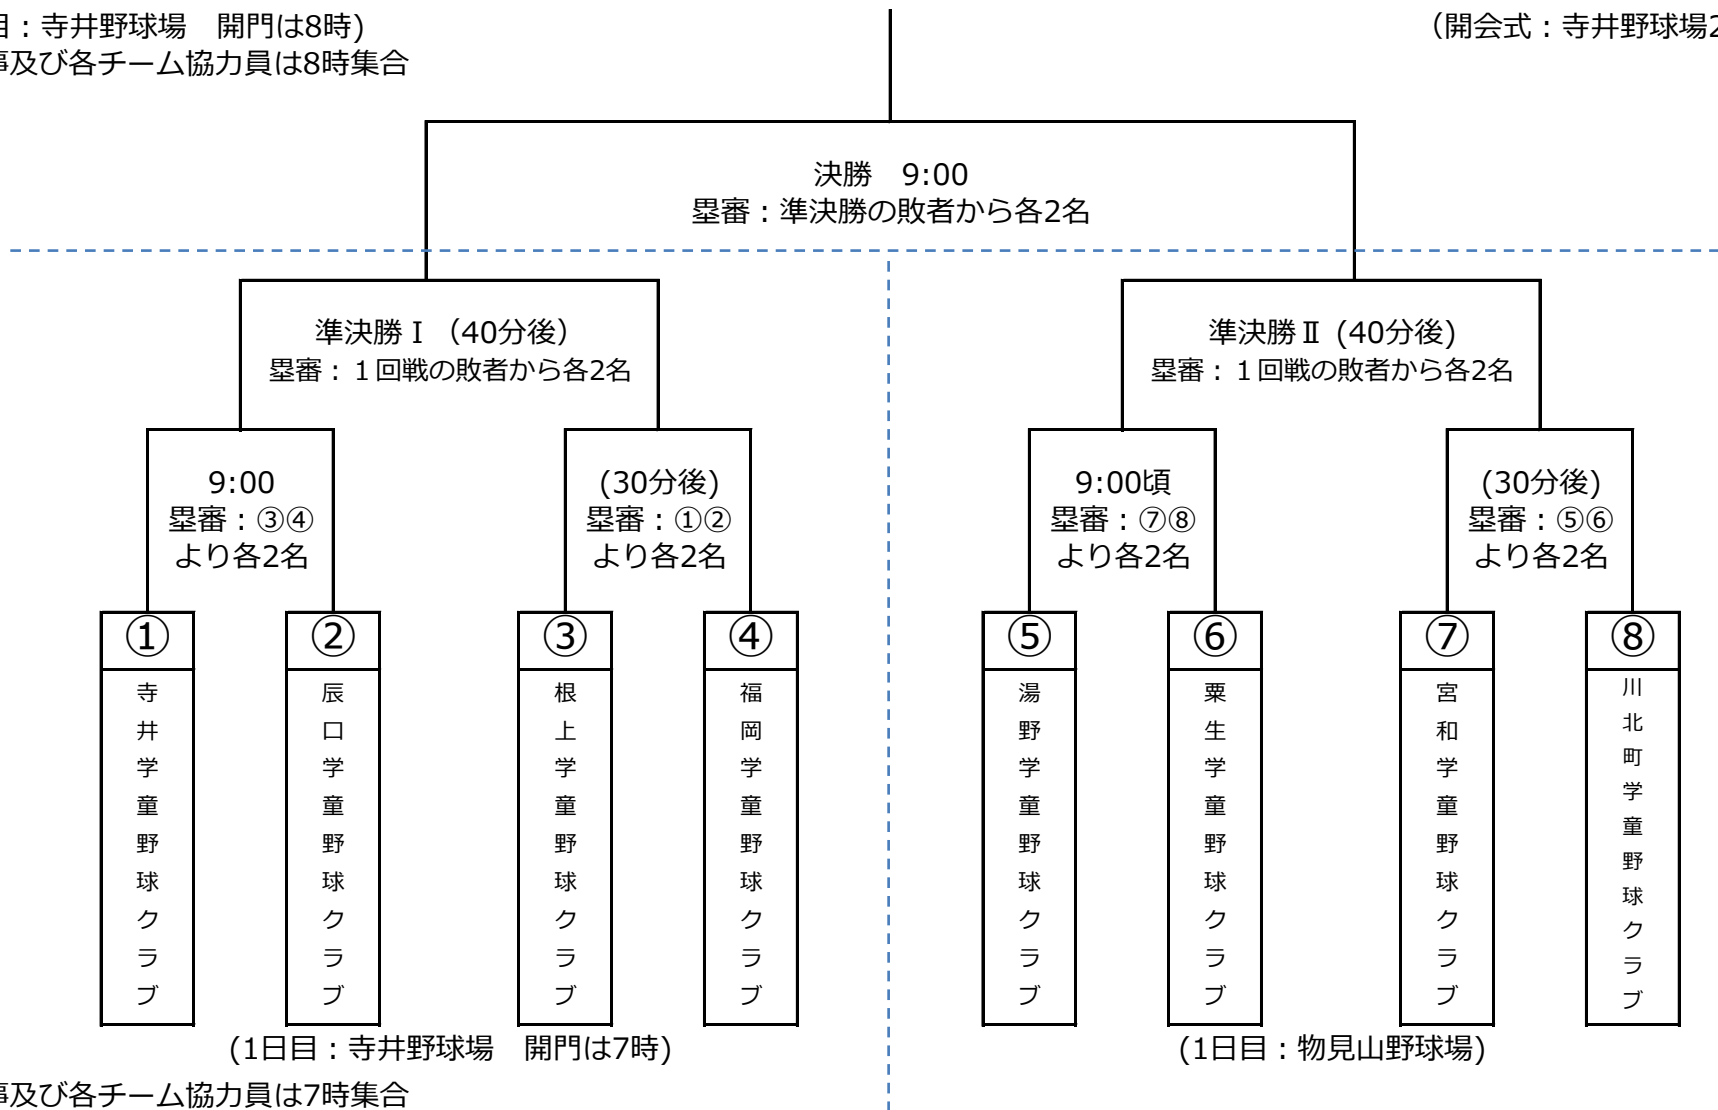 目：寺井野球場　開門は8時)
事及び各チーム協力員は8時集合
（開会式：寺井野球場2
決勝　9:00
塁審：準決勝の敗者から各2名
準決勝Ⅰ（40分後）
塁審：１回戦の敗者から各2名
準決勝Ⅱ (40分後)
塁審：１回戦の敗者から各2名
9:00
塁審：③④
より各2名
(30分後)
塁審：①②
より各2名
9:00頃
塁審：⑦⑧
より各2名
(30分後)
塁審：⑤⑥
より各2名
①
寺井学童野球クラブ
②
辰口学童野球クラブ
③
根上学童野球クラブ
④
福岡学童野球クラブ
⑤
湯野学童野球クラブ
⑥
粟生学童野球クラブ
⑦
宮和学童野球クラブ
⑧
川北町学童野球クラブ
(1日目：寺井野球場　開門は7時)
(1日目：物見山野球場)
事及び各チーム協力員は7時集合